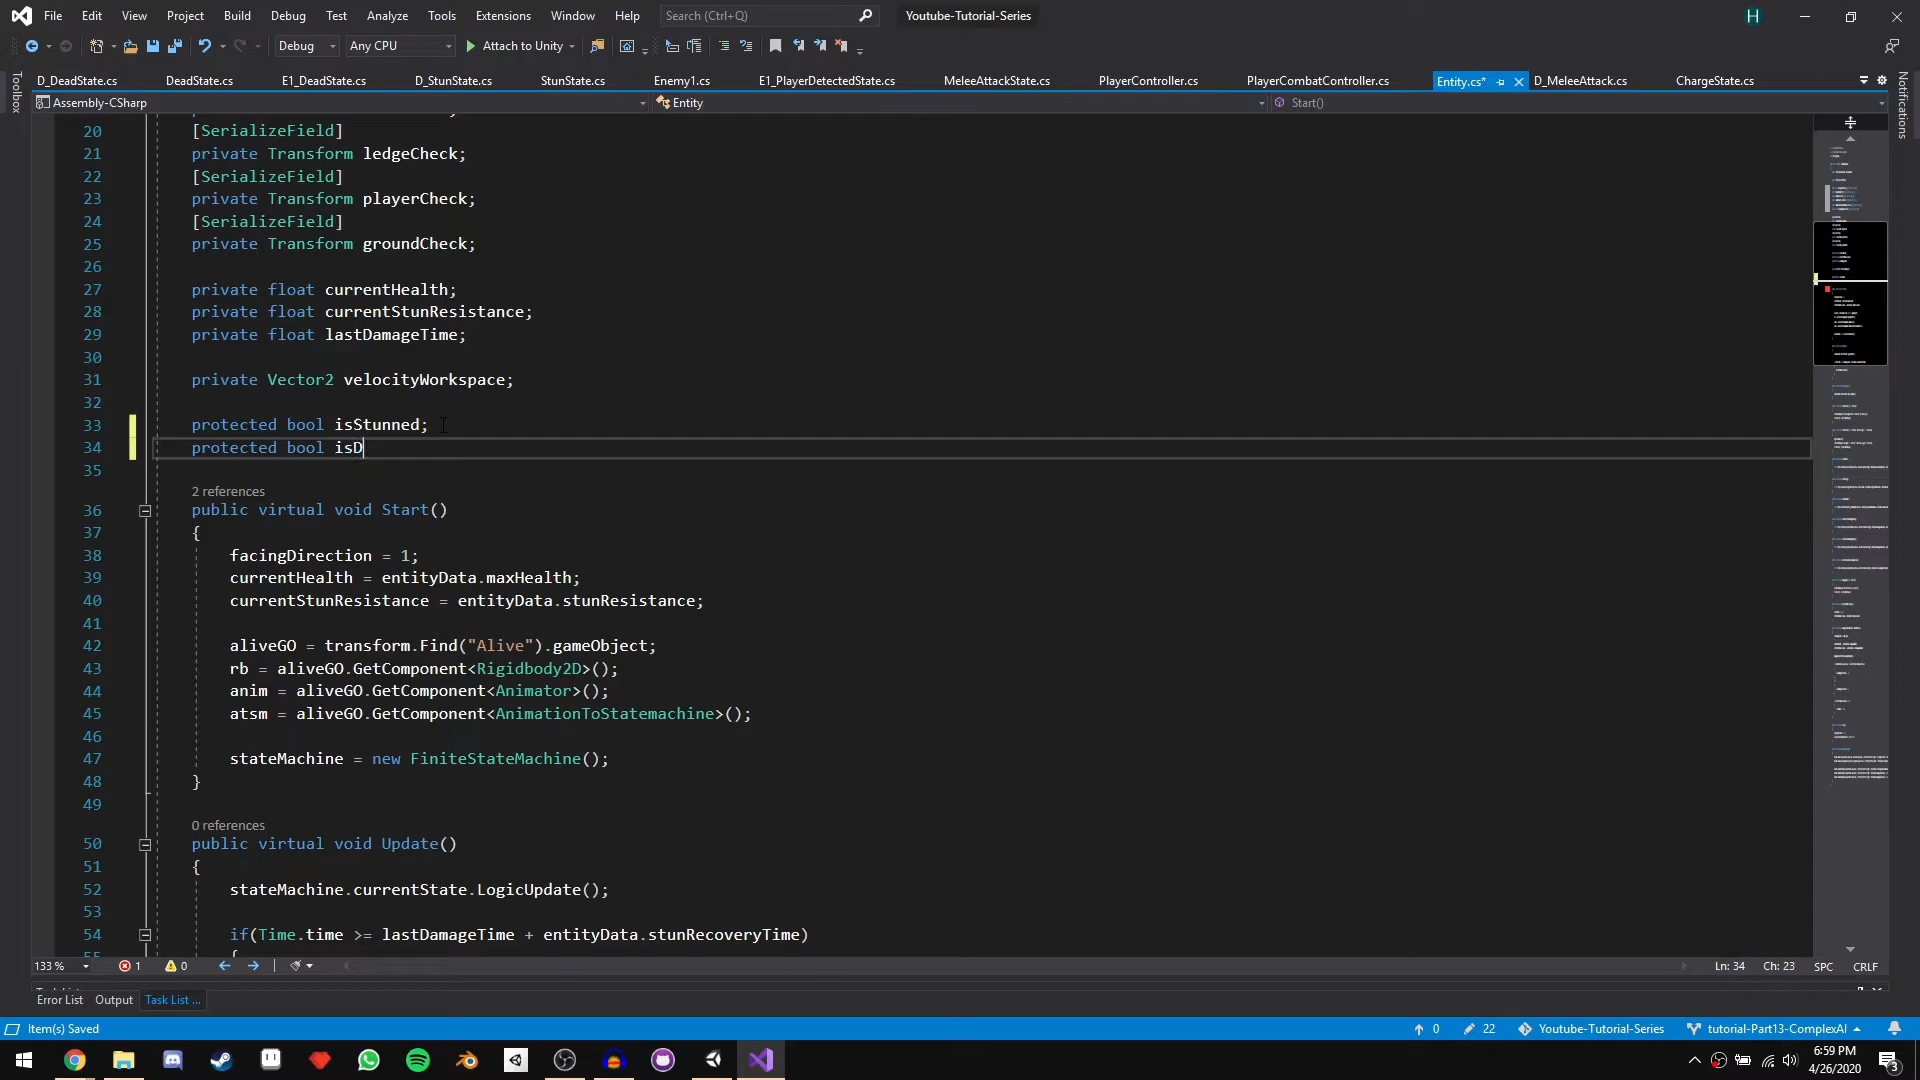 File Edit View Project Build Debug Test Analyze Tools Extensions Window Help Search (Ctrl+Q) Youtube-Tutorial-Series H
Debug Any CPU Attach to Unity
D_DeadState.cs DeadState.cs E1_DeadState.cs D_StunState.cs StunState.cs Enemy1.cs E1_PlayerDetectedState.cs MeleeAttackState.cs PlayerController.cs PlayerCombatController.cs Entity.cs* D_MeleeAttack.cs ChargeState.cs
Toolbox
Notifications
Assembly-CSharp Entity Start()
20 [SerializeField]
21 private Transform ledgeCheck;
22 [SerializeField]
23 private Transform playerCheck;
24 [SerializeField]
25 private Transform groundCheck;
26
27 private float currentHealth;
28 private float currentStunResistance;
29 private float lastDamageTime;
30
31 private Vector2 velocityWorkspace;
32
33 protected bool isStunned;
34 protected bool isD
35
2 references
36 public virtual void Start()
37 {
38 facingDirection = 1;
39 currentHealth = entityData.maxHealth;
40 currentStunResistance = entityData.stunResistance;
41
42 aliveGO = transform.Find("Alive").gameObject;
43 rb = aliveGO.GetComponent<Rigidbody2D>();
44 anim = aliveGO.GetComponent<Animator>();
45 atsm = aliveGO.GetComponent<AnimationToStatemachine>();
46
47 stateMachine = new FiniteStateMachine();
48 }
49
0 references
50 public virtual void Update()
51 {
52 stateMachine.currentState.LogicUpdate();
53
54 if(Time.time >= lastDamageTime + entityData.stunRecoveryTime)
55 {
133 % 1 0 Ln: 34 Ch: 23 SPC CRLF
Error List Output Task List ...
Item(s) Saved 0 22 Youtube-Tutorial-Series tutorial-Part13-ComplexAI
6:59 PM
4/26/2020
3